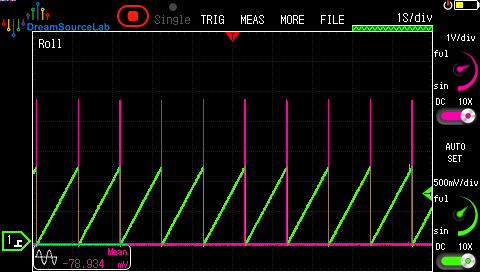 DreamSourceLab
Single
TRIG MEAS MORE FILE
1S/div
Roll
1V/div
ful
sin
DC 10X
AUTO
SET
500mV/div
ful
sin
DC 10X
1
Mean
-78.934 mV